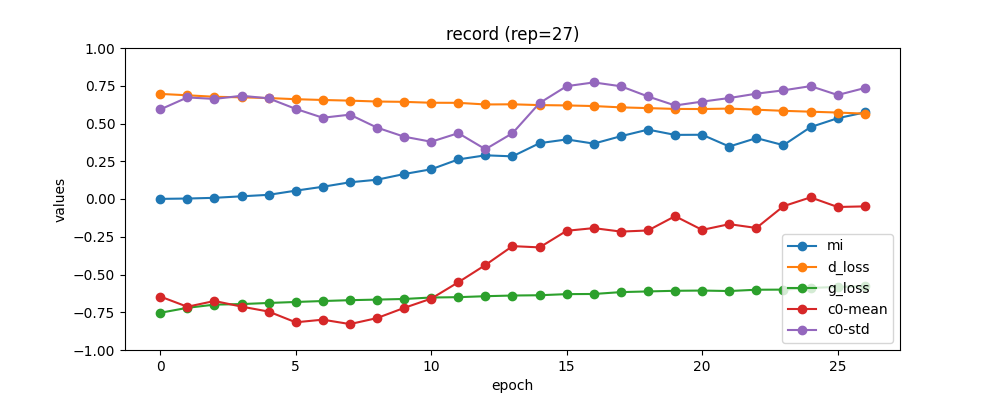 record (rep=27)
1.00
0.75
0.50
0.25
0.00
−0.25
−0.50
−0.75
−1.00
values
0
5
10
15
20
25
epoch
mi
d_loss
g_loss
c0-mean
c0-std